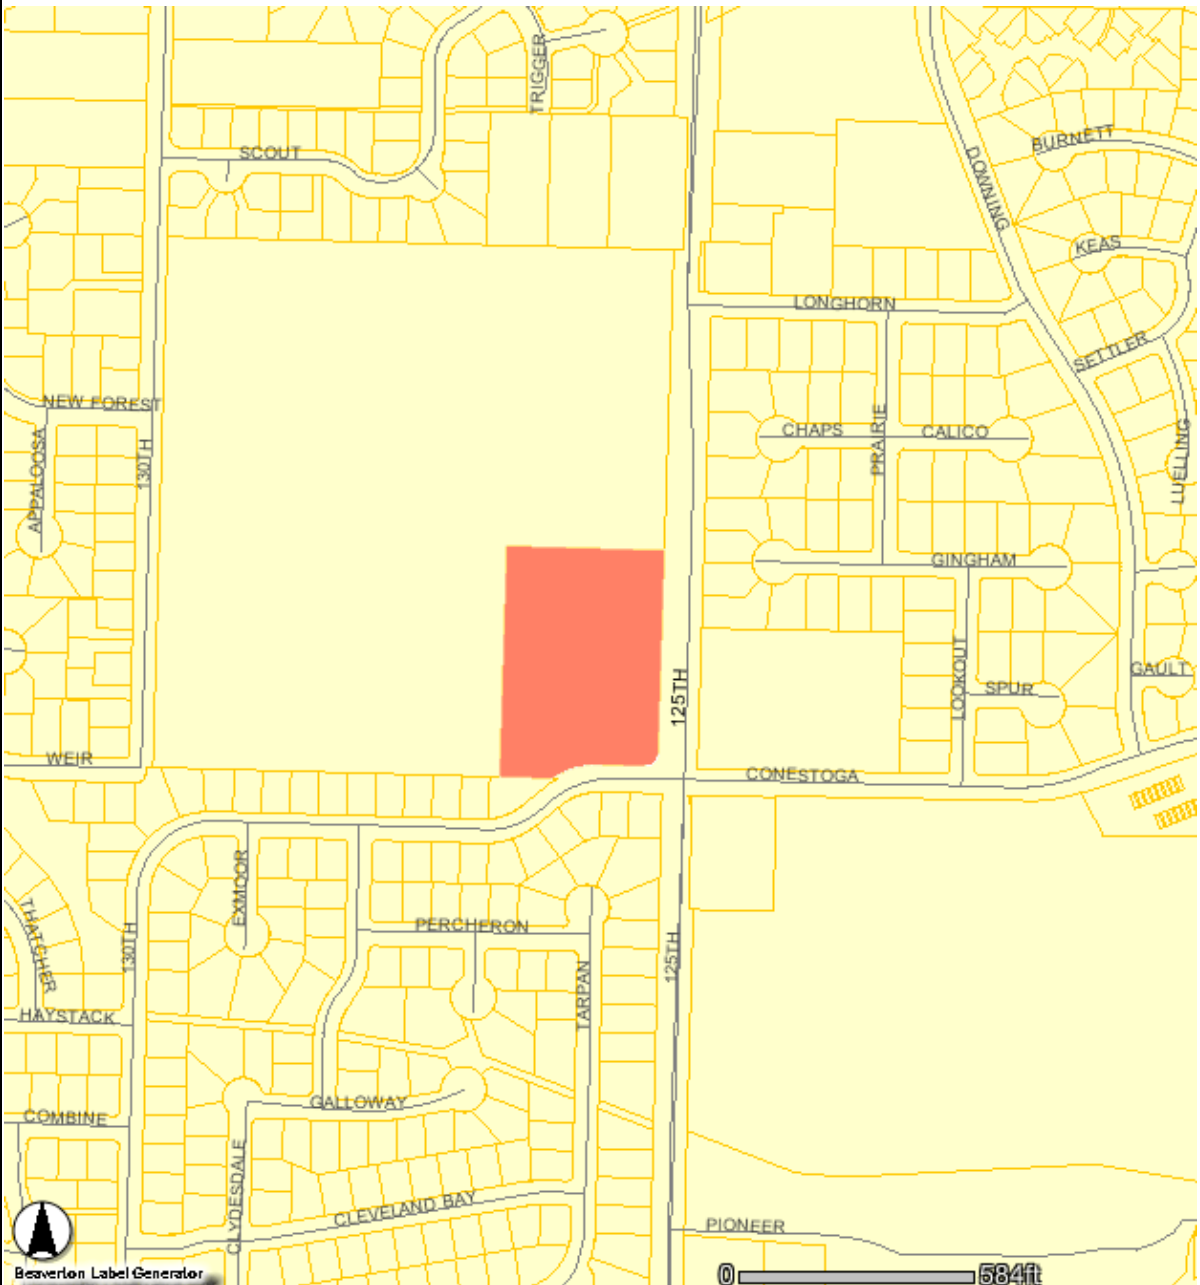 TRIGGER
SCOUT
DOWNING
BURNETT
KEAS
LONGHORN
SETTLER
NEW FOREST
APPALOOSA
130TH
CHAPS
PRAIRIE
CALICO
LUELLING
GINGHAM
LOOKOUT
GAULT
SPUR
125TH
WEIR
CONESTOGA
EXMOOR
THATCHER
130TH
PERCHERON
125TH
TARPAN
HAYSTACK
GALLOWAY
COMBINE
CLYDESDALE
CLEVELAND BAY
PIONEER
Beaverton Label Generator
0 584ft